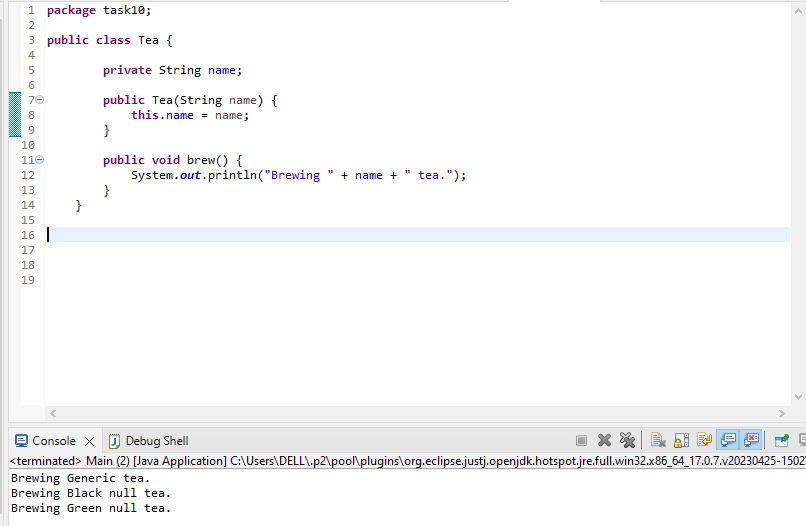 1 package task10;
2
3 public class Tea {
4
5 private String name;
6
7 public Tea(String name) {
8 this.name = name;
9 }
10
11 public void brew() {
12 System.out.println("Brewing " + name + " tea.");
13 }
14 }
15
16
17
18
19
Console Debug Shell
<terminated> Main (2) [Java Application] C:\Users\DELL\.p2\pool\plugins\org.eclipse.justj.openjdk.hotspot.jre.full.win32.x86_64_17.0.7.v20230425-1502\
Brewing Generic tea.
Brewing Black null tea.
Brewing Green null tea.